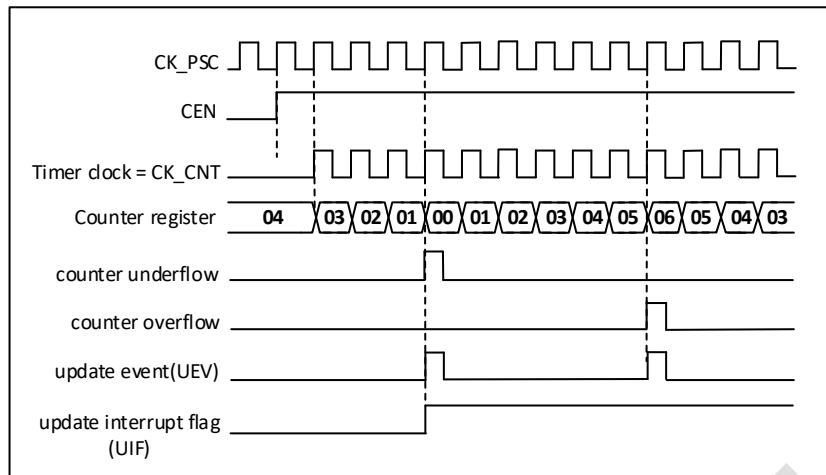 CK_PSC
CEN
Timer clock = CK_CNT
Counter register 04 03 02 01 00 01 02 03 04 05 06 05 04 03
counter underflow
counter overflow
update event(UEV)
update interrupt flag
(UIF)